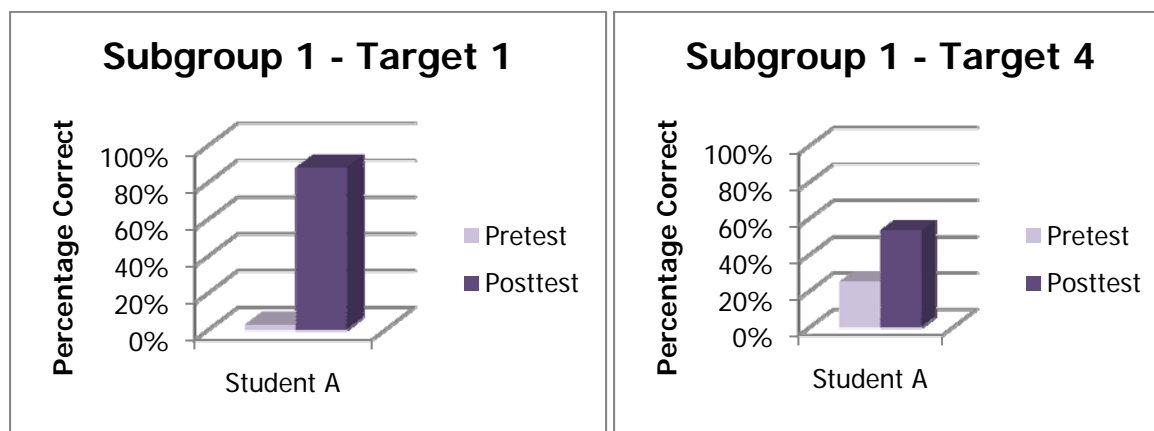 Subgroup 1 - Target 1
Percentage Correct
100%
80%
60%
40%
20%
0%
Student A
Pretest
Posttest
Subgroup 1 - Target 4
Percentage Correct
100%
80%
60%
40%
20%
0%
Student A
Pretest
Posttest